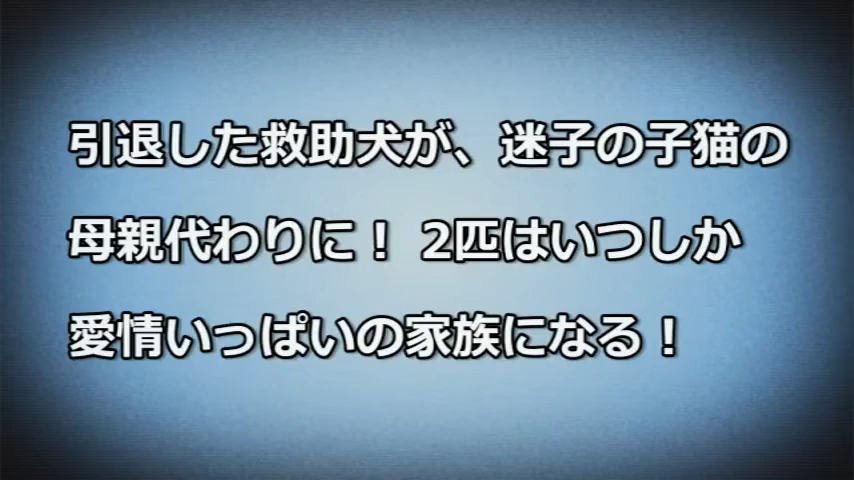 引退した救助犬が、迷子の子猫の
母親代わりに！ 2匹はいつしか
愛情いっぱいの家族になる！